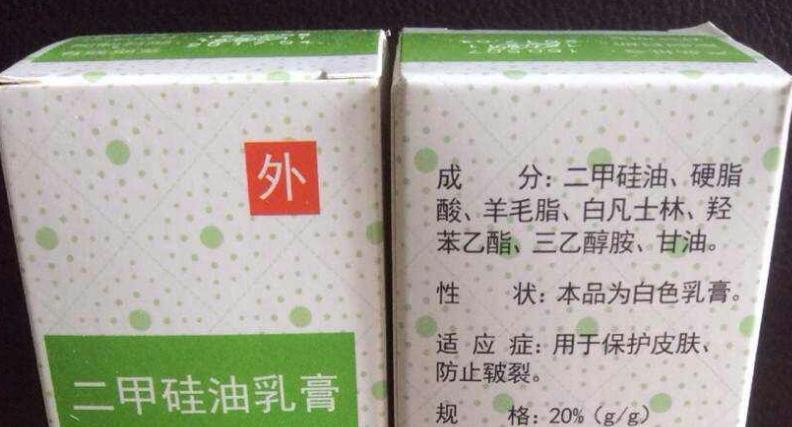 外
二甲硅油乳膏
成 分：二甲硅油、硬脂
酸、羊毛脂、白凡士林、羟
苯乙酯、三乙醇胺、甘油。
性 状：本品为白色乳膏。
适 应 症：用于保护皮肤、
防止皲裂。
规 格：20%（g/g）